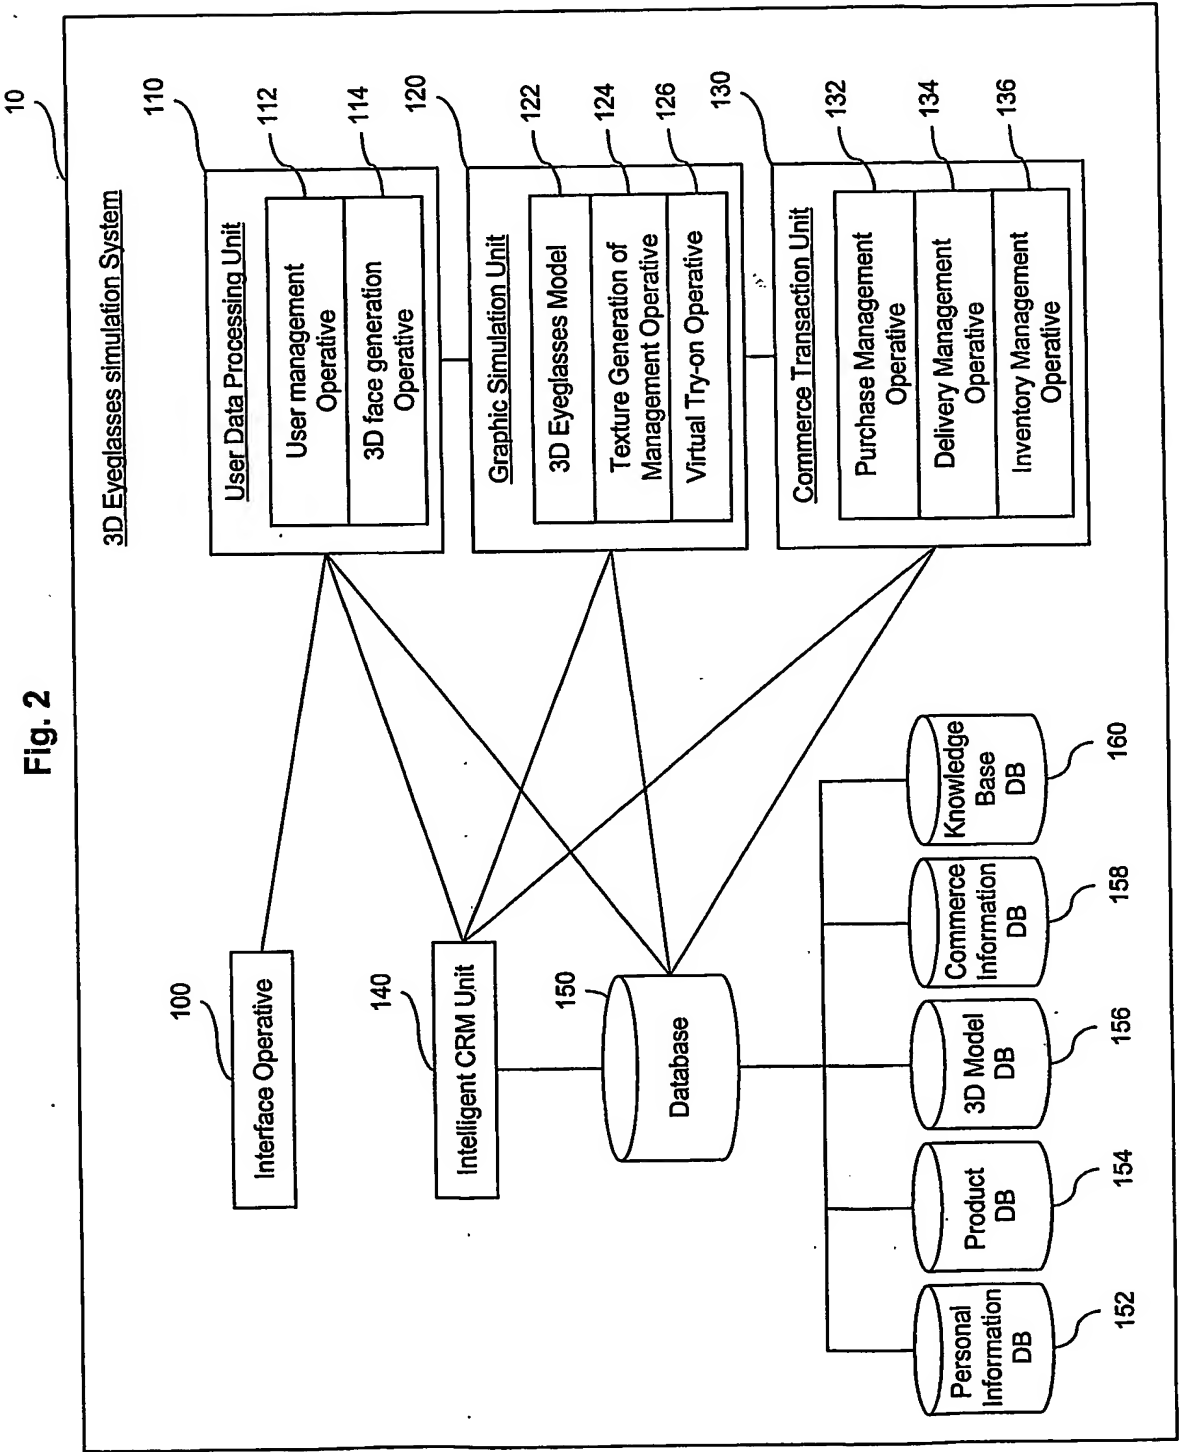 Fig. 2
10
3D Eyeglassses simulation System
100
Interface Operative
110
User Data Processing Unit
112
User management
Operative
114
3D face generation
Operative
140
Intelligent CRM Unit
120
Graphic Simulation Unit
122
3D Eyeglasses Model
124
Texture Generation of
Management Operative
126
Virtual Try-on Operative
150
Database
130
Commerce Transaction Unit
132
Purchase Management
Operative
134
Delivery Management
Operative
136
Inventory Management
Operative
Personal
Information
DB
152
Product
DB
154
3D Model
DB
156
Commerce
Information
DB
158
Knowledge
Base
DB
160